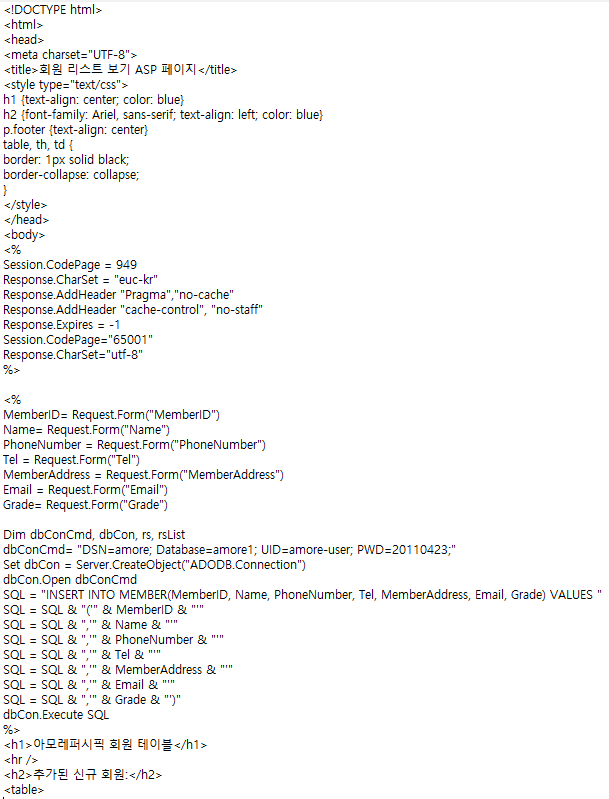 <!DOCTYPE html>
<html>
<head>
<meta charset="UTF-8">
<title>회원 리스트 보기 ASP 페이지</title>
<style type="text/css">
h1 {text-align: center; color: blue}
h2 {font-family: Ariel, sans-serif; text-align: left; color: blue}
p.footer {text-align: center}
table, th, td {
border: 1px solid black;
border-collapse: collapse;
}
</style>
</head>
<body>
<%
Session.CodePage = 949
Response.CharSet = "euc-kr"
Response.AddHeader "Pragma","no-cache"
Response.AddHeader "cache-control", "no-staff"
Response.Expires = -1
Session.CodePage="65001"
Response.CharSet="utf-8"
%>
<%
MemberID= Request.Form("MemberID")
Name= Request.Form("Name")
PhoneNumber = Request.Form("PhoneNumber")
Tel = Request.Form("Tel")
MemberAddress = Request.Form("MemberAddress")
Email = Request.Form("Email")
Grade= Request.Form("Grade")
Dim dbConCmd, dbCon, rs, rsList
dbConCmd= "DSN=amore; Database=amore1; UID=amore-user; PWD=20110423;"
Set dbCon = Server.CreateObject("ADODB.Connection")
dbCon.Open dbConCmd
SQL = "INSERT INTO MEMBER(MemberID, Name, PhoneNumber, Tel, MemberAddress, Email, Grade) VALUES "
SQL = SQL & "('" & MemberID & "'"
SQL = SQL & ",'" & Name & "'"
SQL = SQL & ",'" & PhoneNumber & "'"
SQL = SQL & ",'" & Tel & "'"
SQL = SQL & ",'" & MemberAddress & "'"
SQL = SQL & ",'" & Email & "'"
SQL = SQL & ",'" & Grade & "')"
dbCon.Execute SQL
%>
<h1>아모레퍼시픽 회원 테이블</h1>
<hr />
<h2>추가된 신규 회원:</h2>
<table>